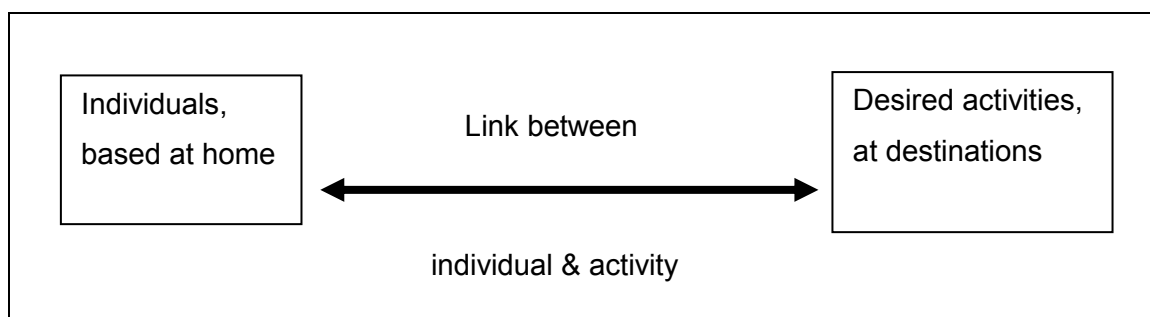 Individuals,
based at home
Link between
individual & activity
Desired activities,
at destinations